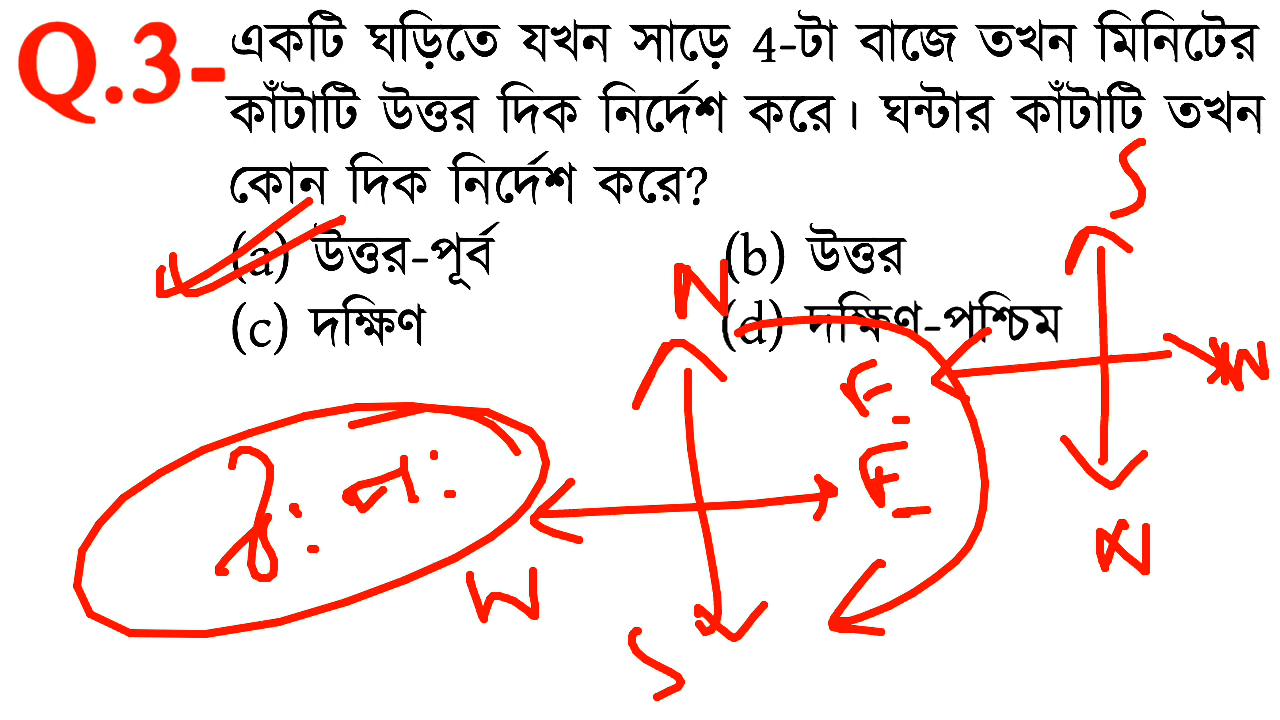 Q.3- একটি ঘড়িতে যখন সাড়ে 4-টা বাজে তখন মিনিটের
কাঁটাটি উত্তর দিক নির্দেশ করে। ঘন্টার কাঁটাটি তখন
কোন দিক নির্দেশ করে?
(a) উত্তর-পূর্ব (b) উত্তর
(c) দক্ষিণ (d) দক্ষিণ-পশ্চিম
S
N
W
E
W
S
N